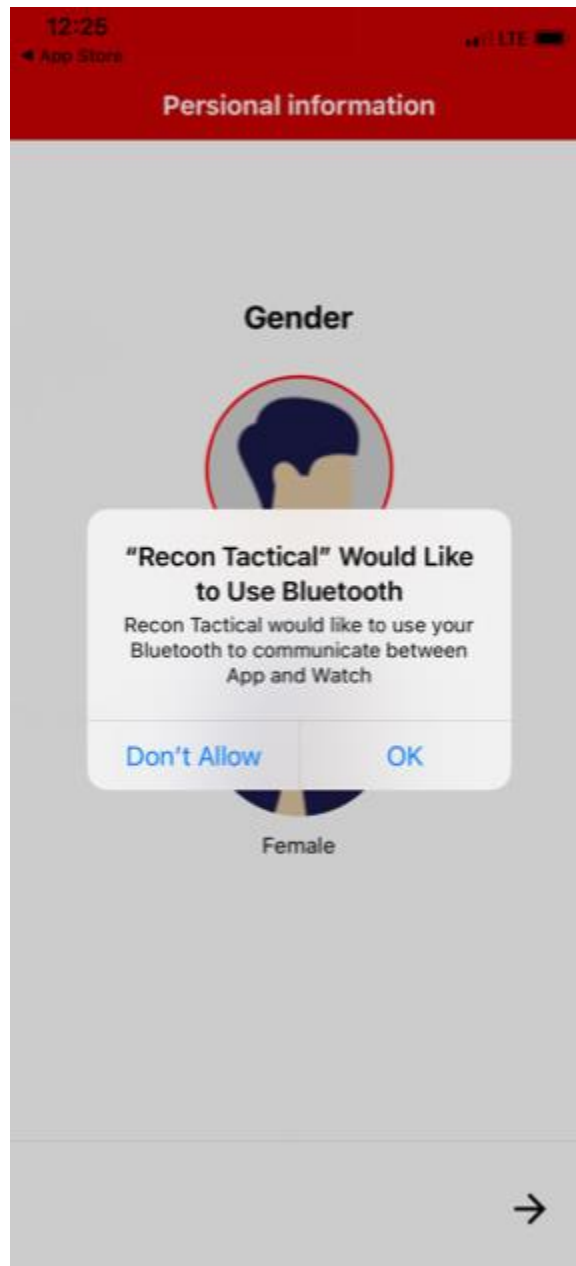 12:25
◀ App Store
LTE
Persional information
Gender
“Recon Tactical” Would Like
to Use Bluetooth
Recon Tactical would like to use your
Bluetooth to communicate between
App and Watch
Don’t Allow
OK
Female